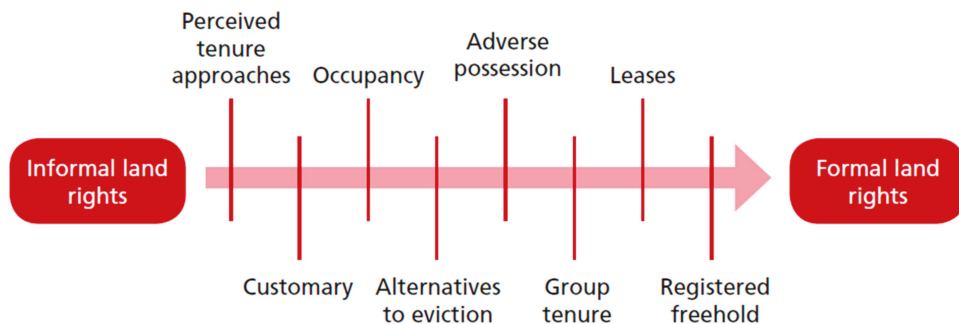 Perceived
tenure
approaches
Occupancy
Adverse
possession
Leases
Informal land
rights
Formal land
rights
Customary
Alternatives
to eviction
Group
tenure
Registered
freehold